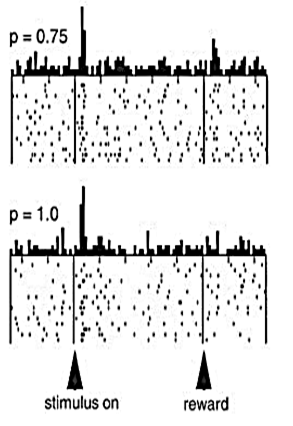 p = 0.75
p = 1.0
stimulus on
reward